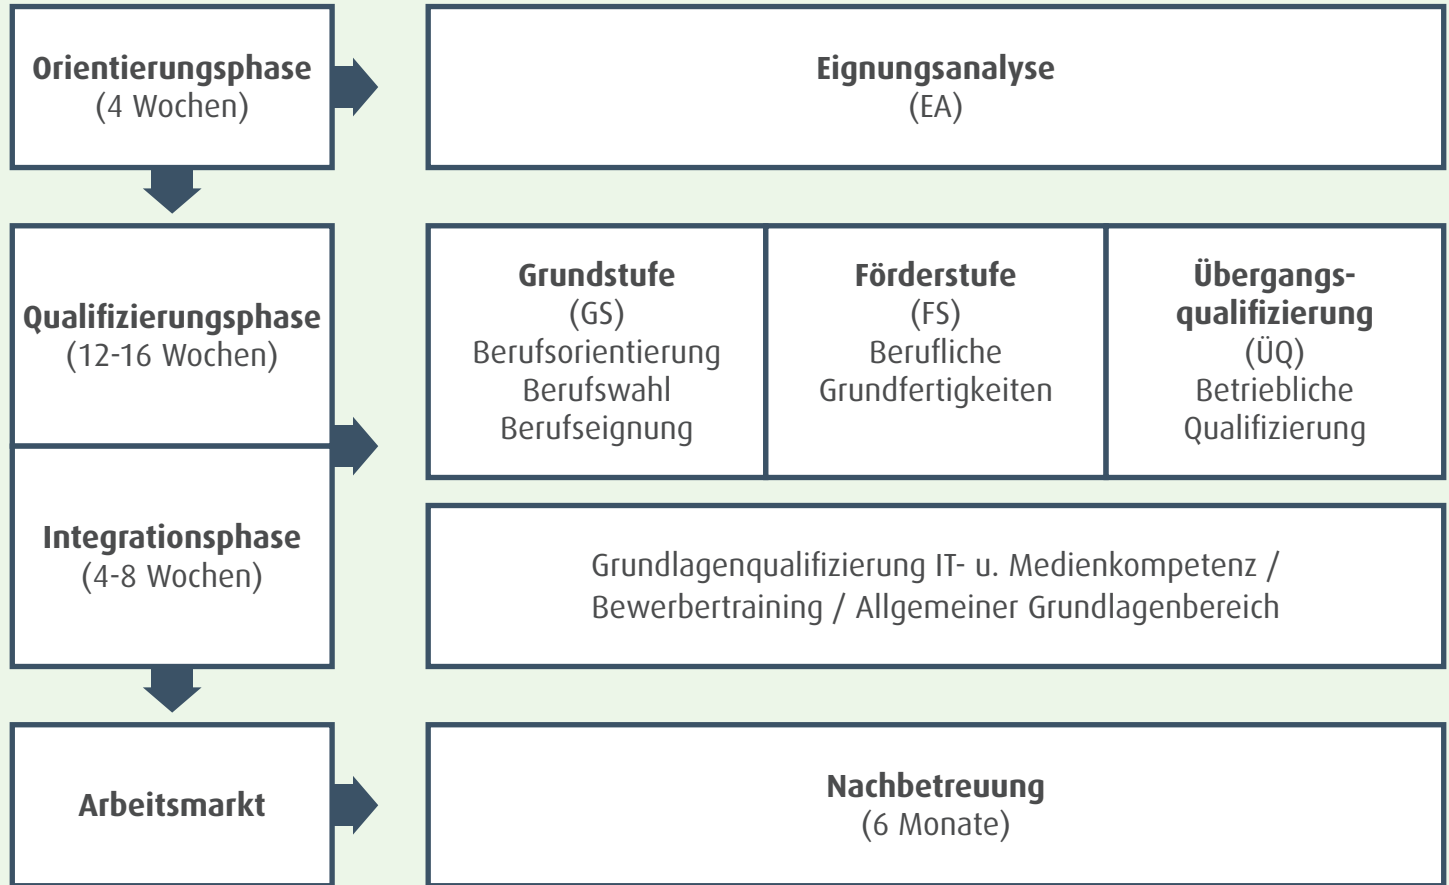 Orientierungsphase
(4 Wochen)
Eignungsanalyse
(EA)
Qualifizierungsphase
(12-16 Wochen)
Grundstufe
(GS)
Berufsorientierung
Berufswahl
Berufseignung
Förderstufe
(FS)
Berufliche
Grundfertigkeiten
Übergangs-
qualifizierung
(ÜQ)
Betriebliche
Qualifizierung
Integrationsphase
(4-8 Wochen)
Grundlagenqualifizierung IT- u. Medienkompetenz /
Bewerbertraining / Allgemeiner Grundlagenbereich
Arbeitsmarkt
Nachbetreuung
(6 Monate)